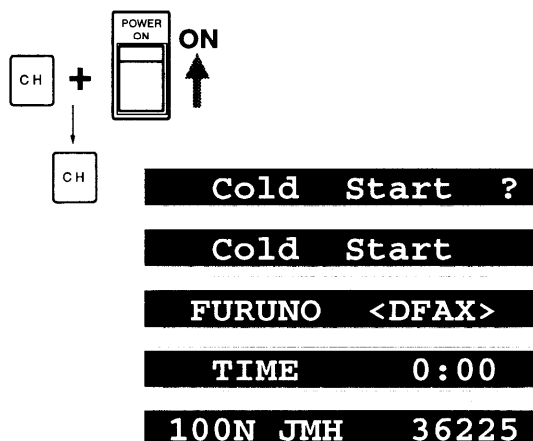 POWER
ON
ON
CH +
CH
Cold Start ?
Cold Start
FURUNO <DFAX>
TIME 0:00
100N JMH 36225